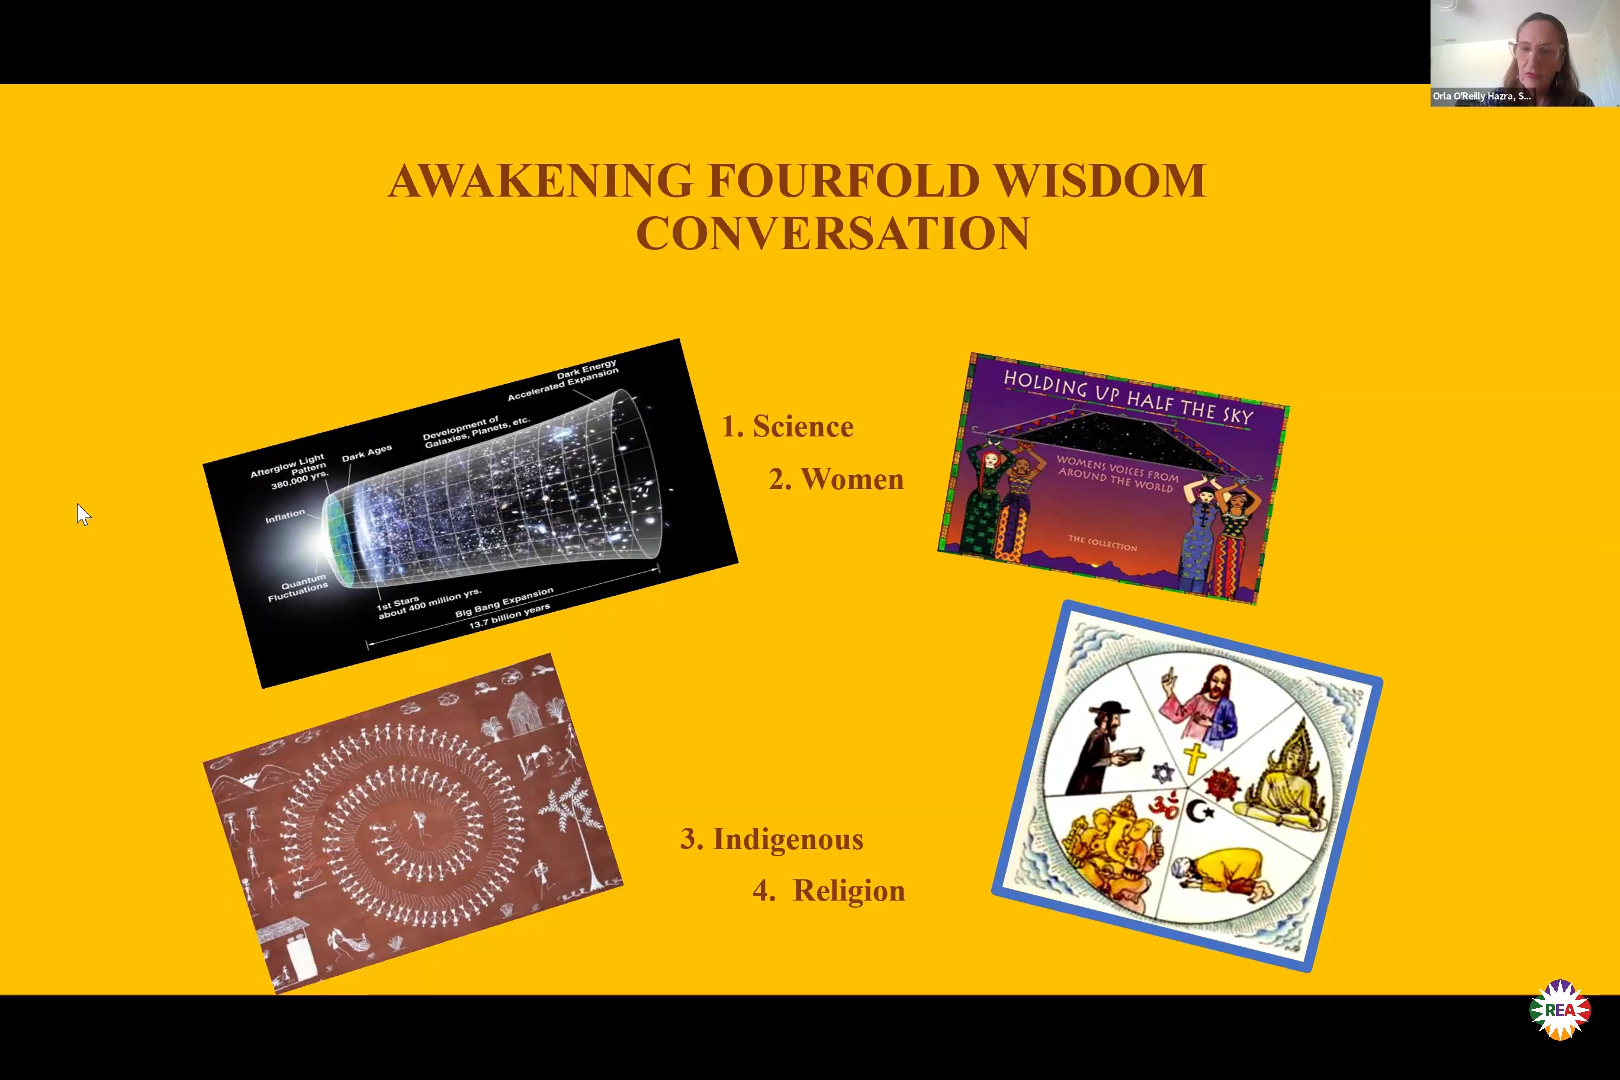 Orla O'Reilly Hazra, S...
AWAKENING FOURFOLD WISDOM
CONVERSATION
Dark Energy
Accelerated Expansion
Development of
Galaxies, Planets, etc.
Dark Ages
Afterglow Light
Pattern
380,000 yrs.
Inflation
Quantum
Fluctuations
1st Stars
about 400 million yrs.
Big Bang Expansion
13.7 billion years
1. Science
2. Women
HOLDING UP HALF THE SKY
WOMENS VOICES FROM
AROUND THE WORLD
THE COLLECTION
3. Indigenous
4. Religion
ॐ
REA